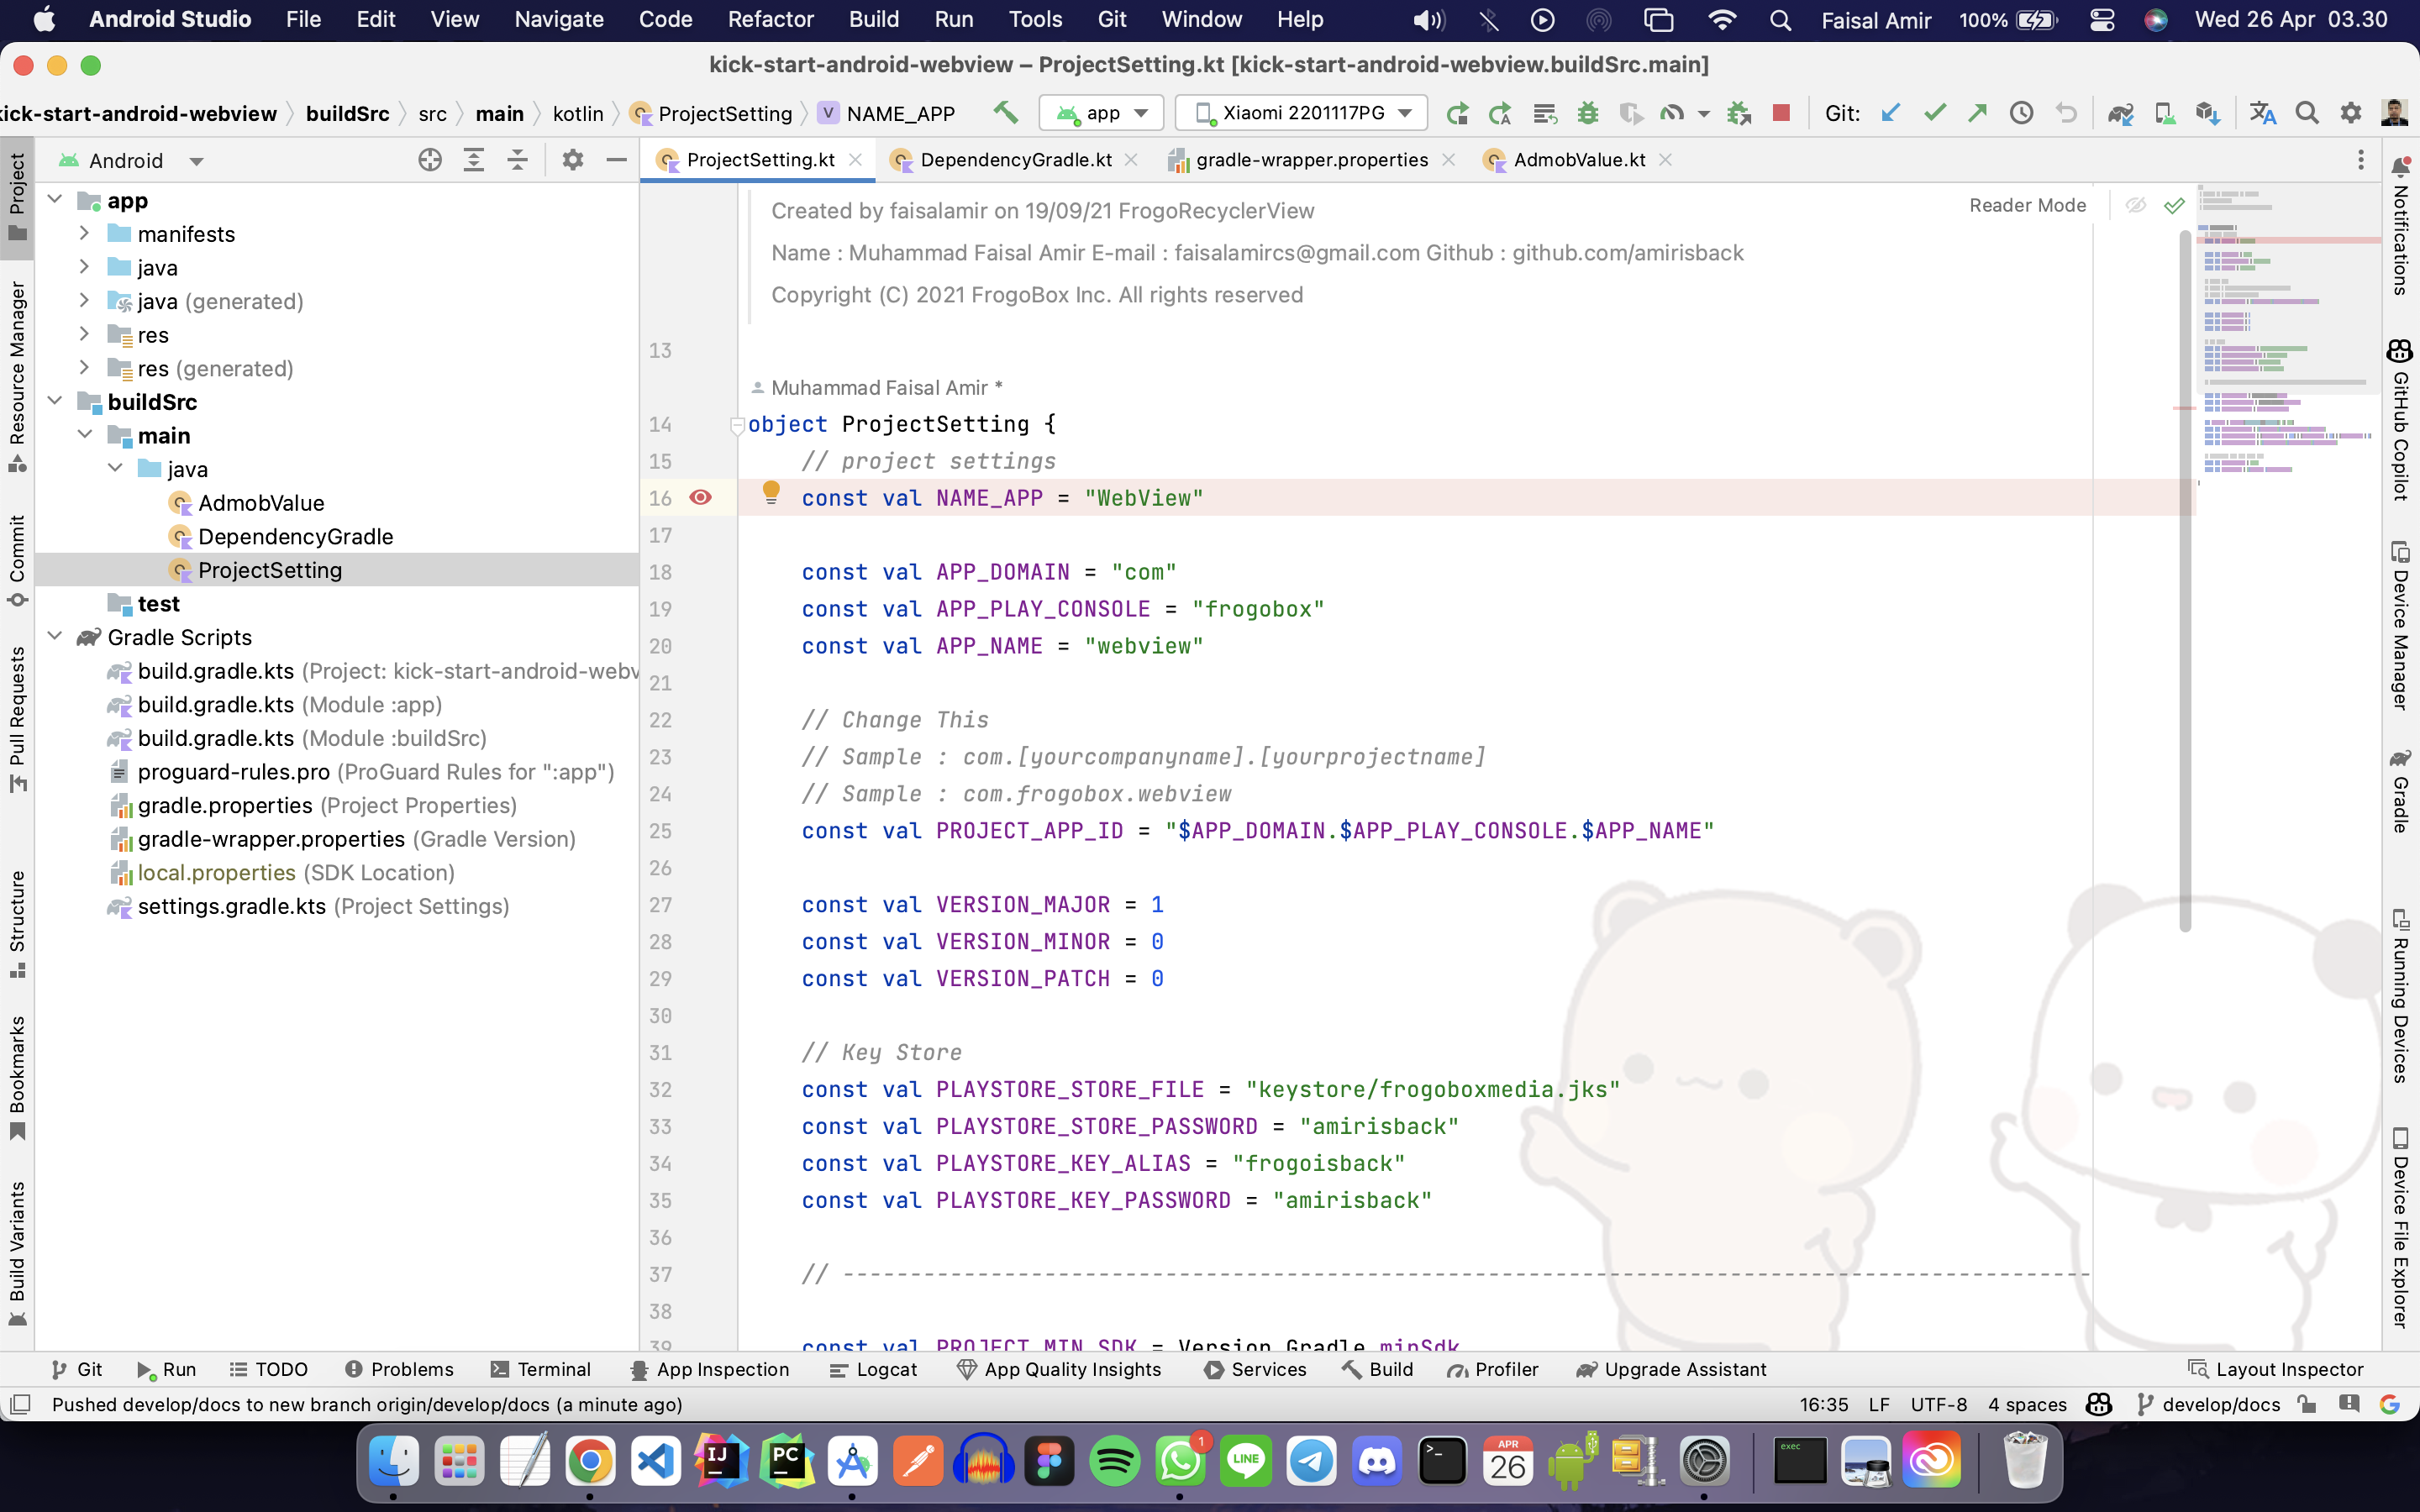 Android Studio File Edit View Navigate Code Refactor Build Run Tools Git Window Help Faisal Amir 100% Wed 26 Apr 03.30
kick-start-android-webview – ProjectSetting.kt [kick-start-android-webview.buildSrc.main]
kick-start-android-webview buildSrc src main kotlin ProjectSetting V NAME_APP app Xiaomi 2201117PG Git:
Android
ProjectSetting.kt DependencyGradle.kt gradle-wrapper.properties AdmobValue.kt
Project
Resource Manager
Commit
Pull Requests
Structure
Bookmarks
Build Variants
app
manifests
java
java (generated)
res
res (generated)
buildSrc
main
java
AdmobValue
DependencyGradle
ProjectSetting
test
Gradle Scripts
build.gradle.kts (Project: kick-start-android-webv
build.gradle.kts (Module :app)
build.gradle.kts (Module :buildSrc)
proguard-rules.pro (ProGuard Rules for ":app")
gradle.properties (Project Properties)
gradle-wrapper.properties (Gradle Version)
local.properties (SDK Location)
settings.gradle.kts (Project Settings)
Reader Mode
Created by faisalamir on 19/09/21 FrogoRecyclerView
Name : Muhammad Faisal Amir E-mail : faisalamircs@gmail.com Github : github.com/amirisback
Copyright (C) 2021 FrogoBox Inc. All rights reserved
13
Muhammad Faisal Amir *
14 object ProjectSetting {
15 // project settings
16 const val NAME_APP = "WebView"
17
18 const val APP_DOMAIN = "com"
19 const val APP_PLAY_CONSOLE = "frogobox"
20 const val APP_NAME = "webview"
21
22 // Change This
23 // Sample : com.[yourcompanyname].[yourprojectname]
24 // Sample : com.frogobox.webview
25 const val PROJECT_APP_ID = "$APP_DOMAIN.$APP_PLAY_CONSOLE.$APP_NAME"
26
27 const val VERSION_MAJOR = 1
28 const val VERSION_MINOR = 0
29 const val VERSION_PATCH = 0
30
31 // Key Store
32 const val PLAYSTORE_STORE_FILE = "keystore/frogoboxmedia.jks"
33 const val PLAYSTORE_STORE_PASSWORD = "amirisback"
34 const val PLAYSTORE_KEY_ALIAS = "frogoisback"
35 const val PLAYSTORE_KEY_PASSWORD = "amirisback"
36
37 // ---------------------------------------------------------------------------------------------
38
39 const val PROJECT_MIN_SDK = Version.Gradle.minSdk
Notifications
GitHub Copilot
Device Manager
Gradle
Running Devices
Device File Explorer
Git Run TODO Problems Terminal App Inspection Logcat App Quality Insights Services Build Profiler Upgrade Assistant Layout Inspector
Pushed develop/docs to new branch origin/develop/docs (a minute ago) 16:35 LF UTF-8 4 spaces develop/docs
IJ PC 1 LINE APR 26 exec